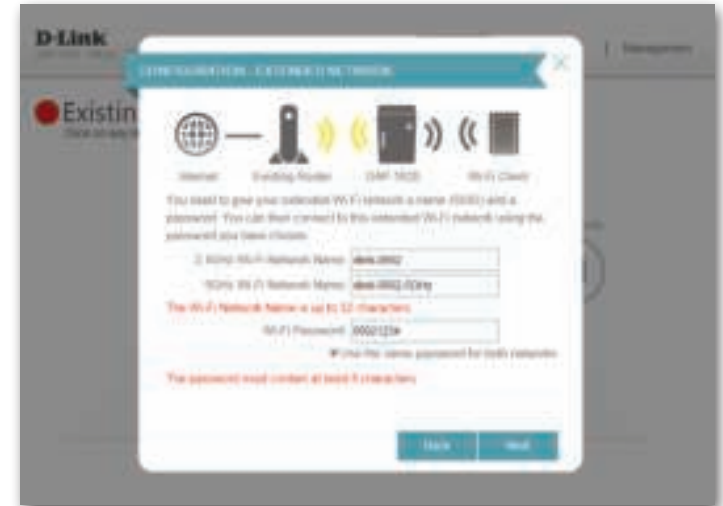 D-Link
Management
CONFIGURATION - EXTENDED NETWORK
Existin
Internet
Existing Router
DAP-1620
Wi-Fi Client
You need to give your extended Wi-Fi network a name (SSID) and a
password. You can then connect to this extended Wi-Fi network using the
password you have chosen.
2.4GHz Wi-Fi Network Name:
5GHz Wi-Fi Network Name:
The Wi-Fi Network Name is up to 32 characters
Wi-Fi Password:
Use the same password for both networks
The password must contain at least 8 characters
Back
Next